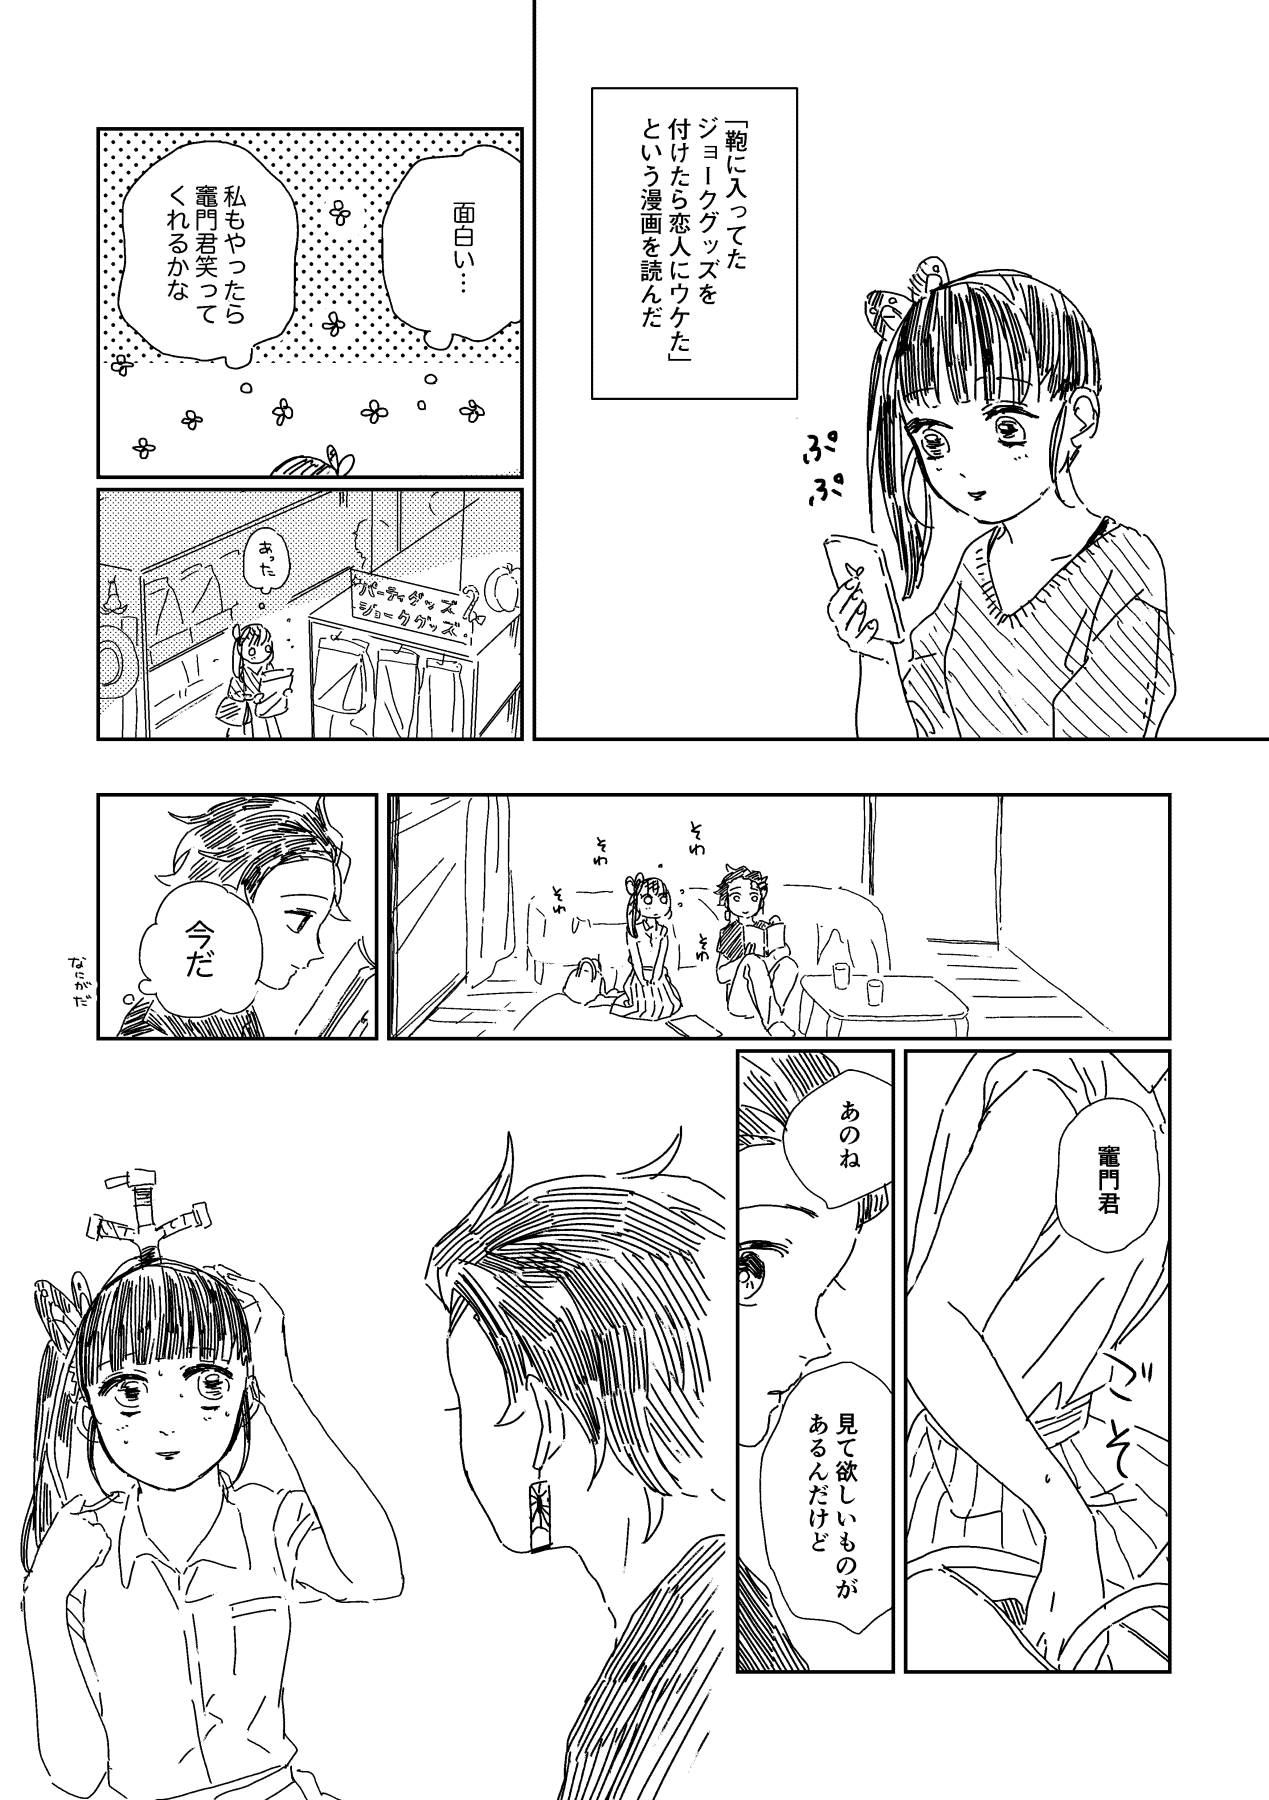 「鞄に入ってた
ジョークグッズを
付けたら恋人にウケた」
という漫画を読んだ
ぷぷ
面白い…
私もやったら
竈門君笑って
くれるかな
あった
パーティグッズ
ジョークグッズ
そわ
そわ
そわ
そわ
今だ
なにがだ
竈門君
ごそ
あのね
見て欲しいものが
あるんだけど